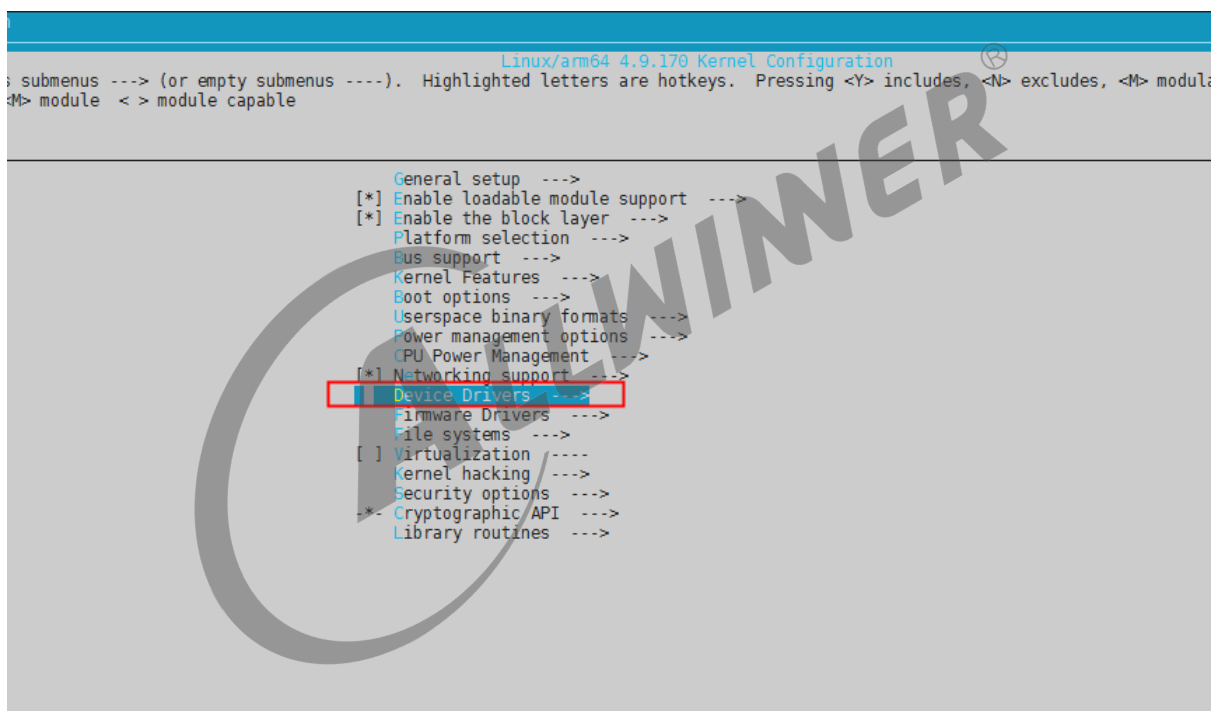 Linux/arm64 4.9.170 Kernel Configuration
submenus ---> (or empty submenus ----). Highlighted letters are hotkeys. Pressing <Y> includes, <N> excludes, <M> modula
<M> module < > module capable
General setup --->
[*] Enable loadable module support --->
[*] Enable the block layer --->
Platform selection --->
Bus support --->
Kernel Features --->
Boot options --->
Userspace binary formats --->
Power management options --->
CPU Power Management --->
[*] Networking support --->
Device Drivers --->
Firmware Drivers --->
File systems --->
[ ] Virtualization ----
Kernel hacking --->
Security options --->
-*- Cryptographic API --->
Library routines --->
ALLWINNER®